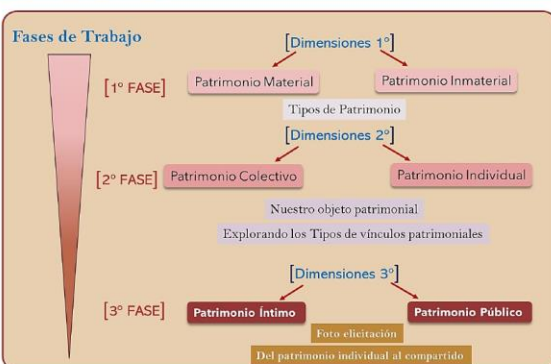 Fases de Trabajo
[Dimensiones 1º]
[1º FASE]
Patrimonio Material
Patrimonio Inmaterial
Tipos de Patrimonio
[Dimensiones 2º]
[2º FASE]
Patrimonio Colectivo
Patrimonio Individual
Nuestro objeto patrimonial
Explorando los Tipos de vínculos patrimoniales
[Dimensiones 3º]
[3º FASE]
Patrimonio Íntimo
Patrimonio Público
Foto elicitación
Del patrimonio individual al compartido